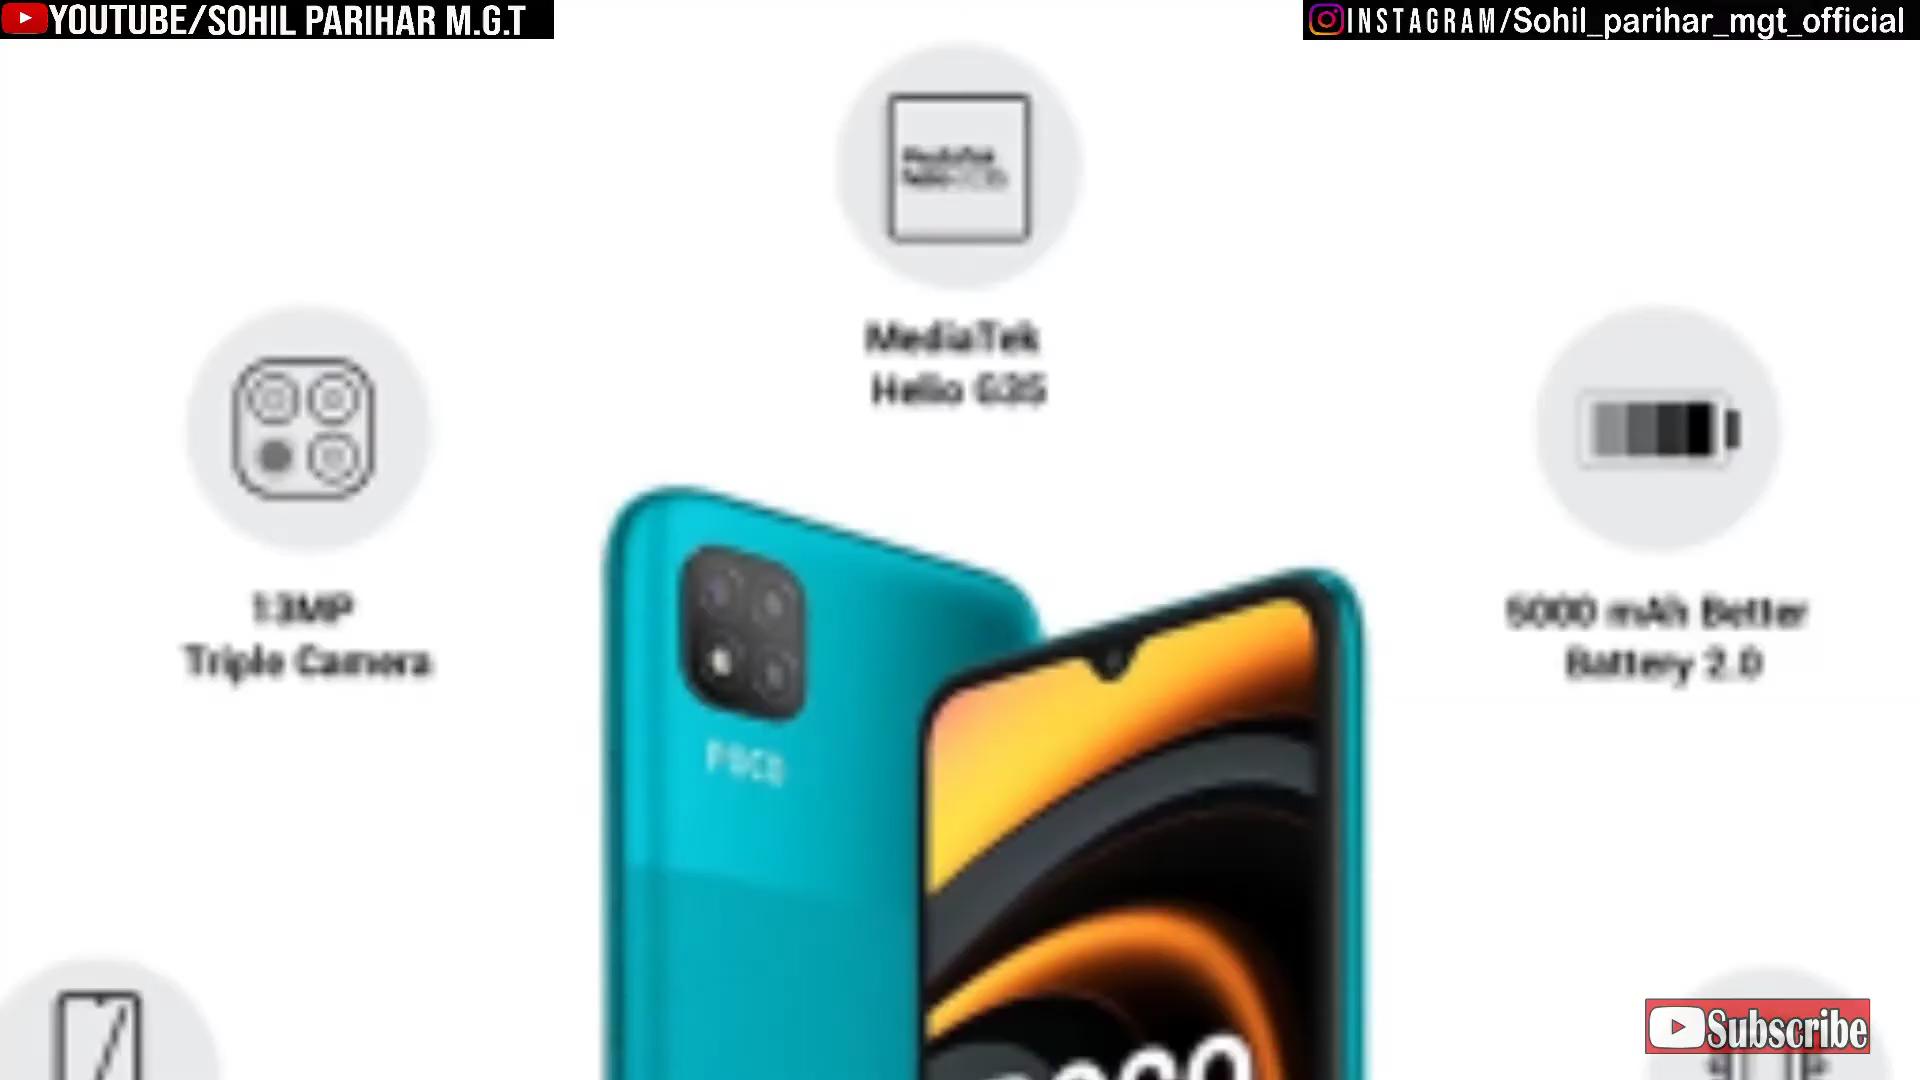 YOUTUBE/SOHIL PARIHAR M.G.T
INSTAGRAM/Sohil_parihar_mgt_official
MediaTek
MediaTek
Helio G35
13MP
Triple Camera
5000 mAh Better
Battery 2.0
POCO
Subscribe